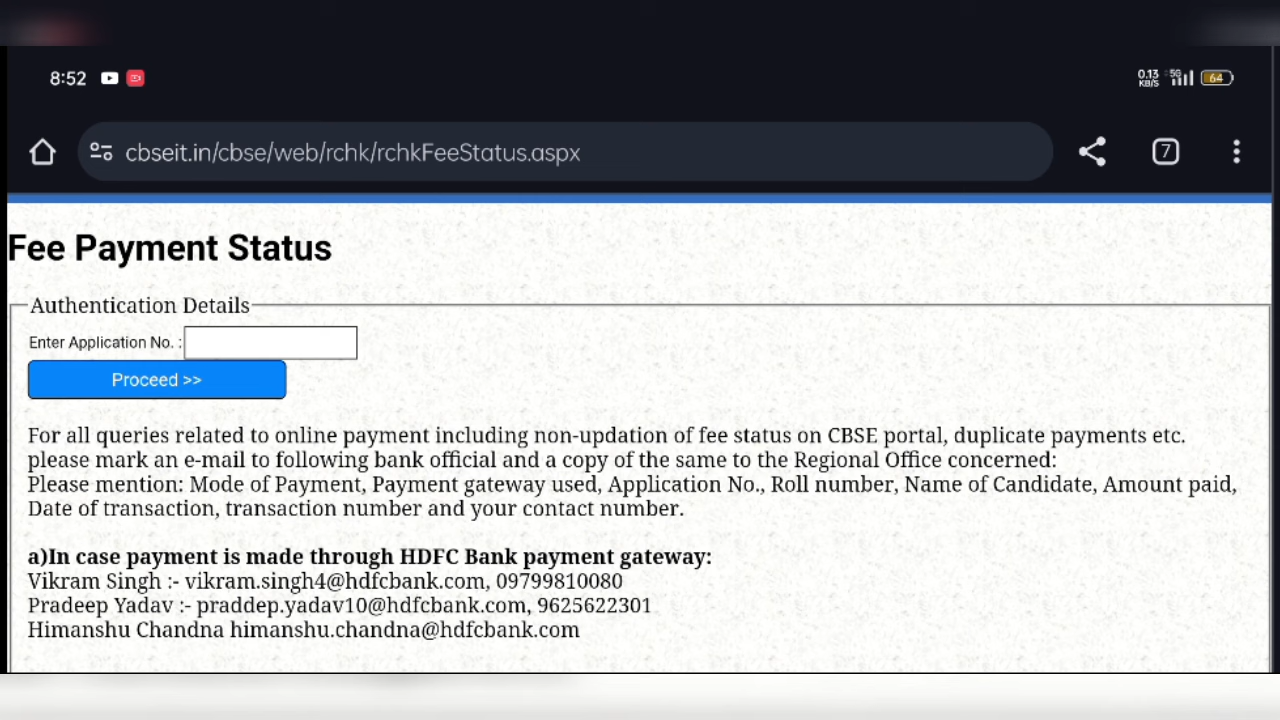 8:52
0.13 KB/S 5G 64
cbseit.in/cbse/web/rchk/rchkFeeStatus.aspx
7
Fee Payment Status
Authentication Details
Enter Application No. :
Proceed >>
For all queries related to online payment including non-updation of fee status on CBSE portal, duplicate payments etc.
please mark an e-mail to following bank official and a copy of the same to the Regional Office concerned:
Please mention: Mode of Payment, Payment gateway used, Application No., Roll number, Name of Candidate, Amount paid,
Date of transaction, transaction number and your contact number.
a)In case payment is made through HDFC Bank payment gateway:
Vikram Singh :- vikram.singh4@hdfcbank.com, 09799810080
Pradeep Yadav :- praddep.yadav10@hdfcbank.com, 9625622301
Himanshu Chandna himanshu.chandna@hdfcbank.com